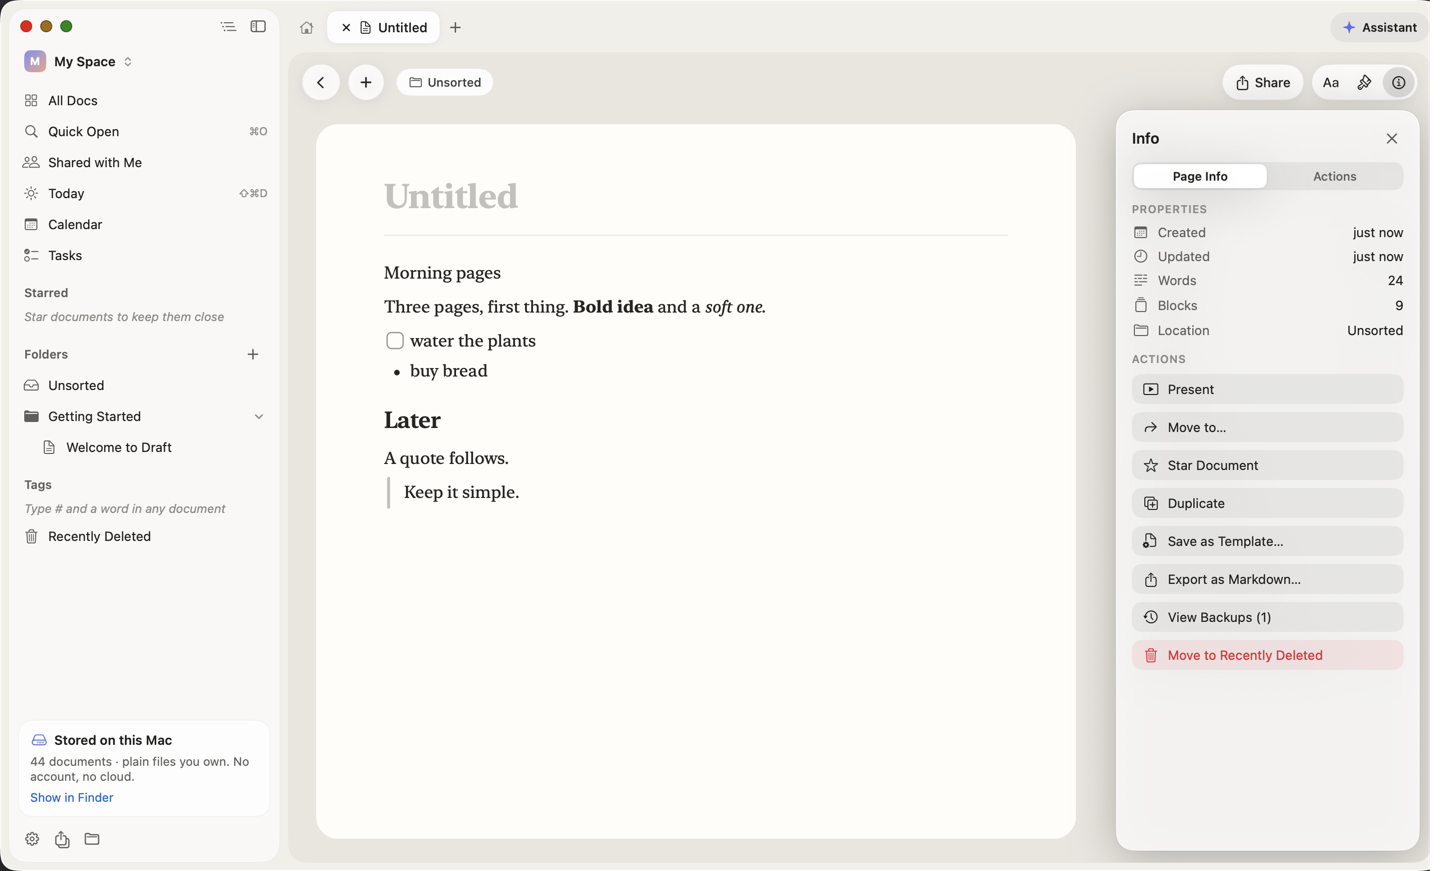 M My Space
All Docs
Quick Open ⌘O
Shared with Me
Today ⇧⌘D
Calendar
Tasks
Starred
Star documents to keep them close
Folders
Unsorted
Getting Started
Welcome to Draft
Tags
Type # and a word in any document
Recently Deleted
Stored on this Mac
44 documents · plain files you own. No
account, no cloud.
Show in Finder
Untitled
Assistant
Unsorted
Share
Aa
Untitled
Morning pages
Three pages, first thing. Bold idea and a soft one.
water the plants
• buy bread
Later
A quote follows.
Keep it simple.
Info
Page Info Actions
PROPERTIES
Created just now
Updated just now
Words 24
Blocks 9
Location Unsorted
ACTIONS
Present
Move to...
Star Document
Duplicate
Save as Template...
Export as Markdown...
View Backups (1)
Move to Recently Deleted